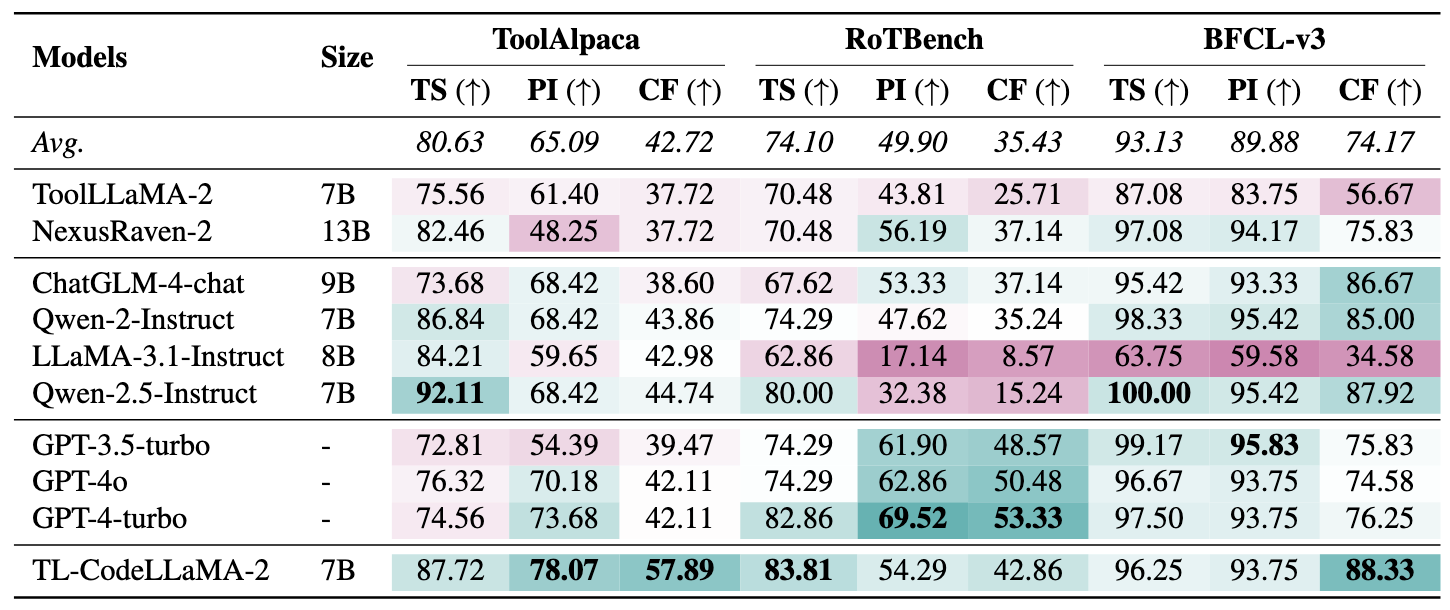 Models Size ToolAlpaca RoTBench BFCL-v3
TS (↑) PI (↑) CF (↑) TS (↑) PI (↑) CF (↑) TS (↑) PI (↑) CF (↑)
Avg. 80.63 65.09 42.72 74.10 49.90 35.43 93.13 89.88 74.17
ToolLLaMA-2 7B 75.56 61.40 37.72 70.48 43.81 25.71 87.08 83.75 56.67
NexusRaven-2 13B 82.46 48.25 37.72 70.48 56.19 37.14 97.08 94.17 75.83
ChatGLM-4-chat 9B 73.68 68.42 38.60 67.62 53.33 37.14 95.42 93.33 86.67
Qwen-2-Instruct 7B 86.84 68.42 43.86 74.29 47.62 35.24 98.33 95.42 85.00
LLaMA-3.1-Instruct 8B 84.21 59.65 42.98 62.86 17.14 8.57 63.75 59.58 34.58
Qwen-2.5-Instruct 7B 92.11 68.42 44.74 80.00 32.38 15.24 100.00 95.42 87.92
GPT-3.5-turbo - 72.81 54.39 39.47 74.29 61.90 48.57 99.17 95.83 75.83
GPT-4o - 76.32 70.18 42.11 74.29 62.86 50.48 96.67 93.75 74.58
GPT-4-turbo - 74.56 73.68 42.11 82.86 69.52 53.33 97.50 93.75 76.25
TL-CodeLLaMA-2 7B 87.72 78.07 57.89 83.81 54.29 42.86 96.25 93.75 88.33